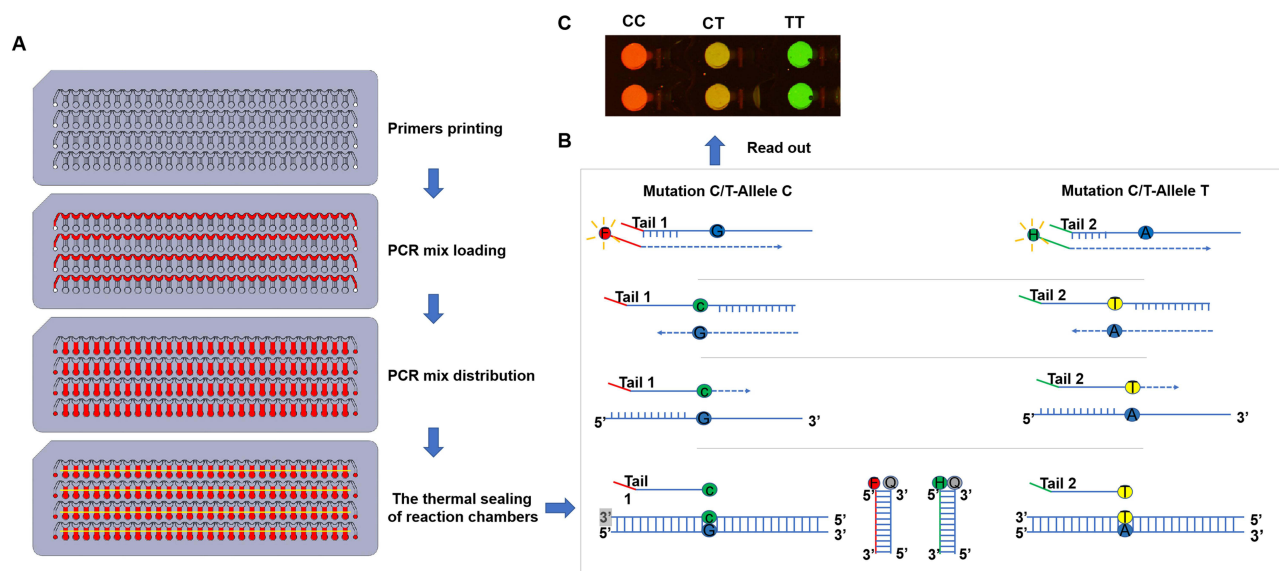 A
Primers printing
PCR mix loading
PCR mix distribution
The thermal sealing
of reaction chambers
C
CC CT TT
B
Read out
Mutation C/T-Allele C
Mutation C/T-Allele T
F
Tail 1
G
H
Tail 2
A
Tail 1
c
G
Tail 2
T
A
Tail 1
c
5’
G
3’
Tail 2
T
5’
A
3’
Tail
1
c
3’
c
5’
5’
G
3’
F Q
5’ 3’
3’ 5’
H Q
5’ 3’
3’ 5’
Tail 2
T
3’
T
5’
5’
A
3’